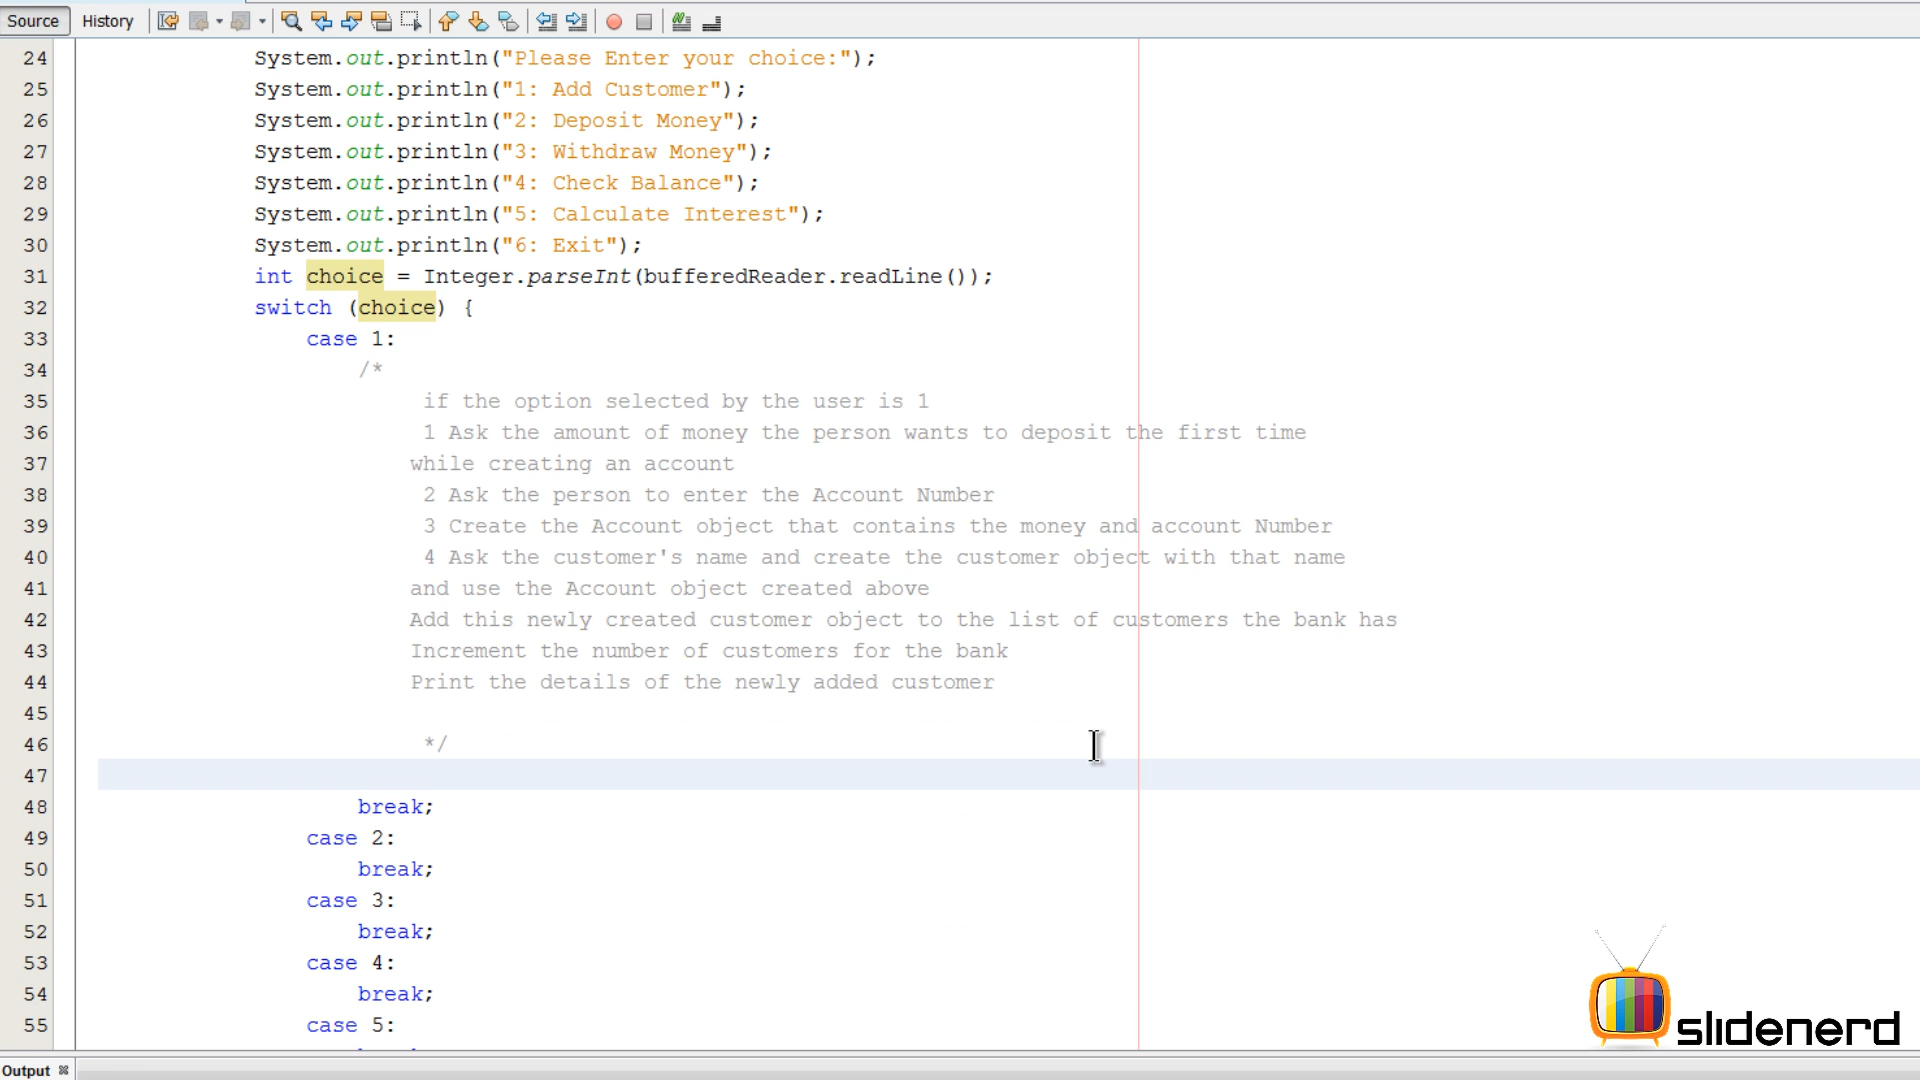 Source History
24 System.out.println("Please Enter your choice:");
25 System.out.println("1: Add Customer");
26 System.out.println("2: Deposit Money");
27 System.out.println("3: Withdraw Money");
28 System.out.println("4: Check Balance");
29 System.out.println("5: Calculate Interest");
30 System.out.println("6: Exit");
31 int choice = Integer.parseInt(bufferedReader.readLine());
32 switch (choice) {
33 case 1:
34 /*
35 if the option selected by the user is 1
36 1 Ask the amount of money the person wants to deposit the first time
37 while creating an account
38 2 Ask the person to enter the Account Number
39 3 Create the Account object that contains the money and account Number
40 4 Ask the customer's name and create the customer object with that name
41 and use the Account object created above
42 Add this newly created customer object to the list of customers the bank has
43 Increment the number of customers for the bank
44 Print the details of the newly added customer
45
46 */
47
48 break;
49 case 2:
50 break;
51 case 3:
52 break;
53 case 4:
54 break;
55 case 5:
slidenerd
Output